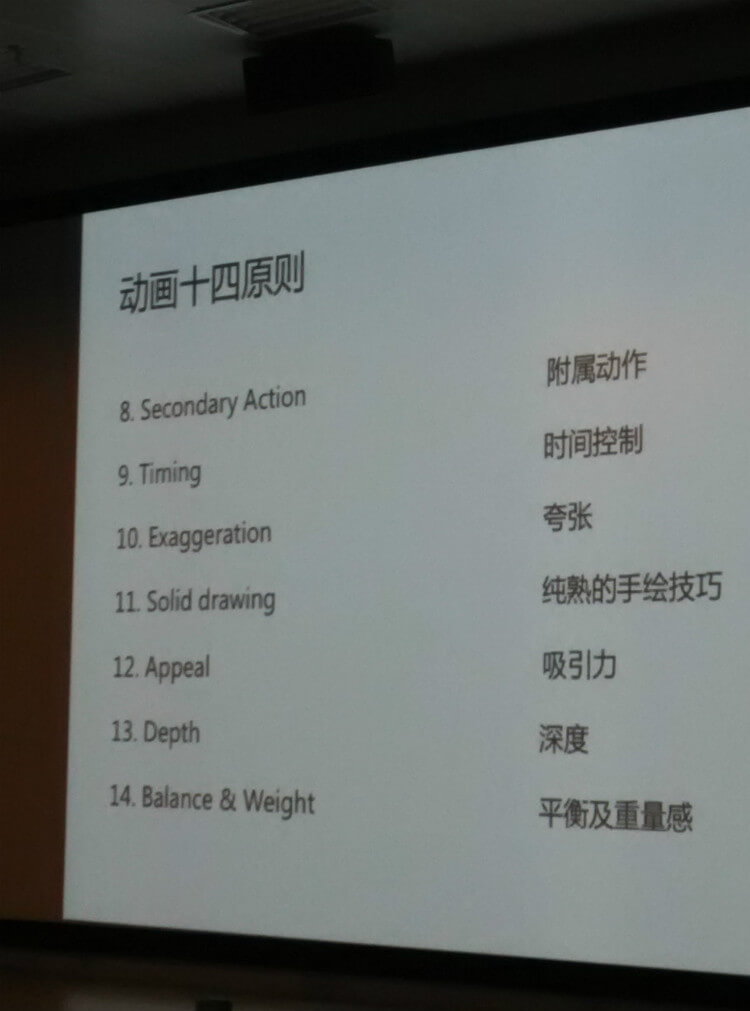 动画十四原则
8. Secondary Action 附属动作
9. Timing 时间控制
10. Exaggeration 夸张
11. Solid drawing 纯熟的手绘技巧
12. Appeal 吸引力
13. Depth 深度
14. Balance & Weight 平衡及重量感